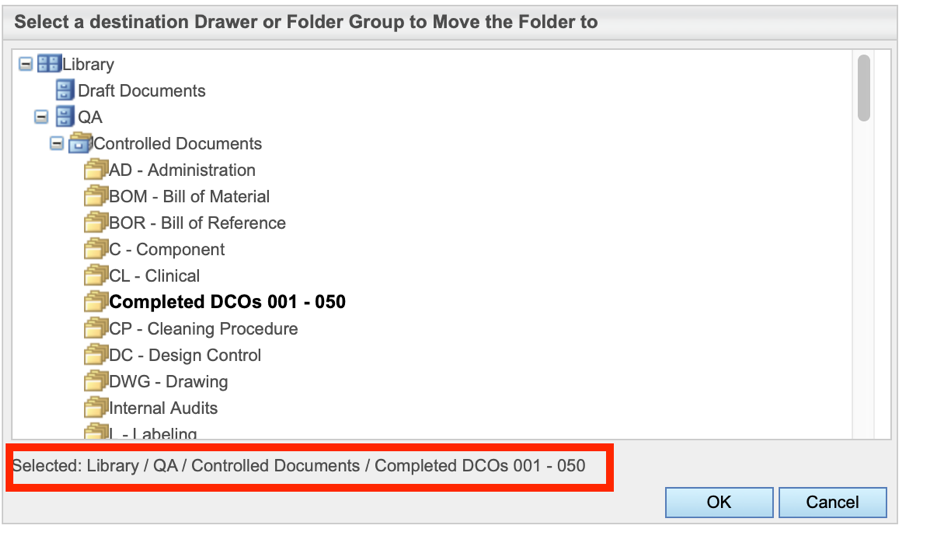 Select a destination Drawer or Folder Group to Move the Folder to
Library
Draft Documents
QA
Controlled Documents
AD - Administration
BOM - Bill of Material
BOR - Bill of Reference
C - Component
CL - Clinical
Completed DCOs 001 - 050
CP - Cleaning Procedure
DC - Design Control
DWG - Drawing
Internal Audits
L - Labeling
Selected: Library / QA / Controlled Documents / Completed DCOs 001 - 050
OK Cancel